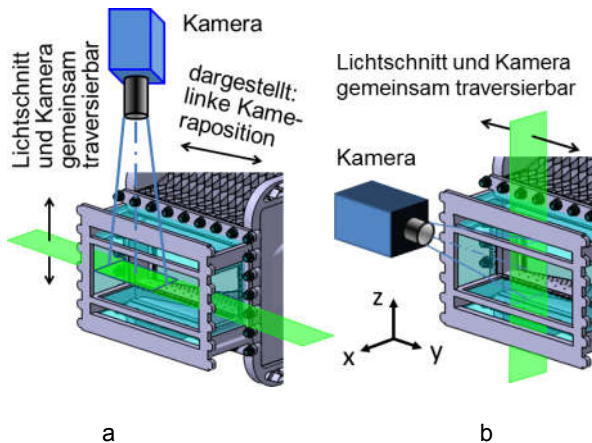 Kamera
Lichtschnitt
und Kamera
gemeinsam
traversierbar
dargestellt:
linke Kame-
raposition
Lichtschnitt und Kamera
gemeinsam traversierbar
Kamera
z
x
y
a
b